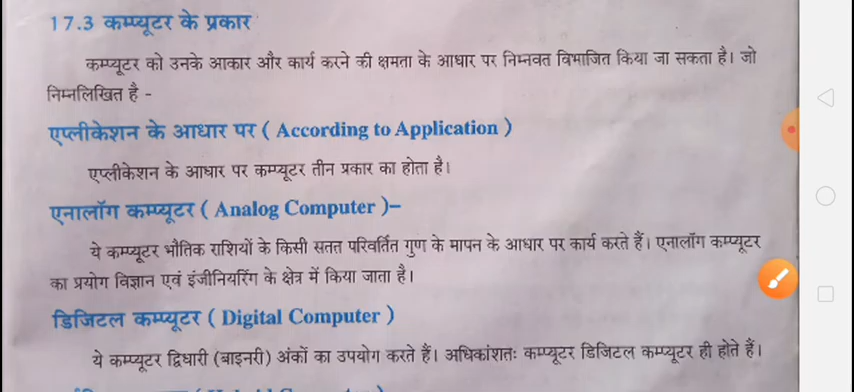 17.3 कम्प्यूटर के प्रकार
कम्प्यूटर को उनके आकार और कार्य करने की क्षमता के आधार पर निम्नवत विभाजित किया जा सकता है। जो
निम्नलिखित है -
एप्लीकेशन के आधार पर ( According to Application )
एप्लीकेशन के आधार पर कम्प्यूटर तीन प्रकार का होता है।
एनालॉग कम्प्यूटर ( Analog Computer )–
ये कम्प्यूटर भौतिक राशियों के किसी सतत परिवर्तित गुण के मापन के आधार पर कार्य करते हैं। एनालॉग कम्प्यूटर
का प्रयोग विज्ञान एवं इंजीनियरिंग के क्षेत्र में किया जाता है।
डिजिटल कम्प्यूटर ( Digital Computer )
ये कम्प्यूटर द्विधारी (बाइनरी) अंकों का उपयोग करते हैं। अधिकांशतः कम्प्यूटर डिजिटल कम्प्यूटर ही होते हैं।